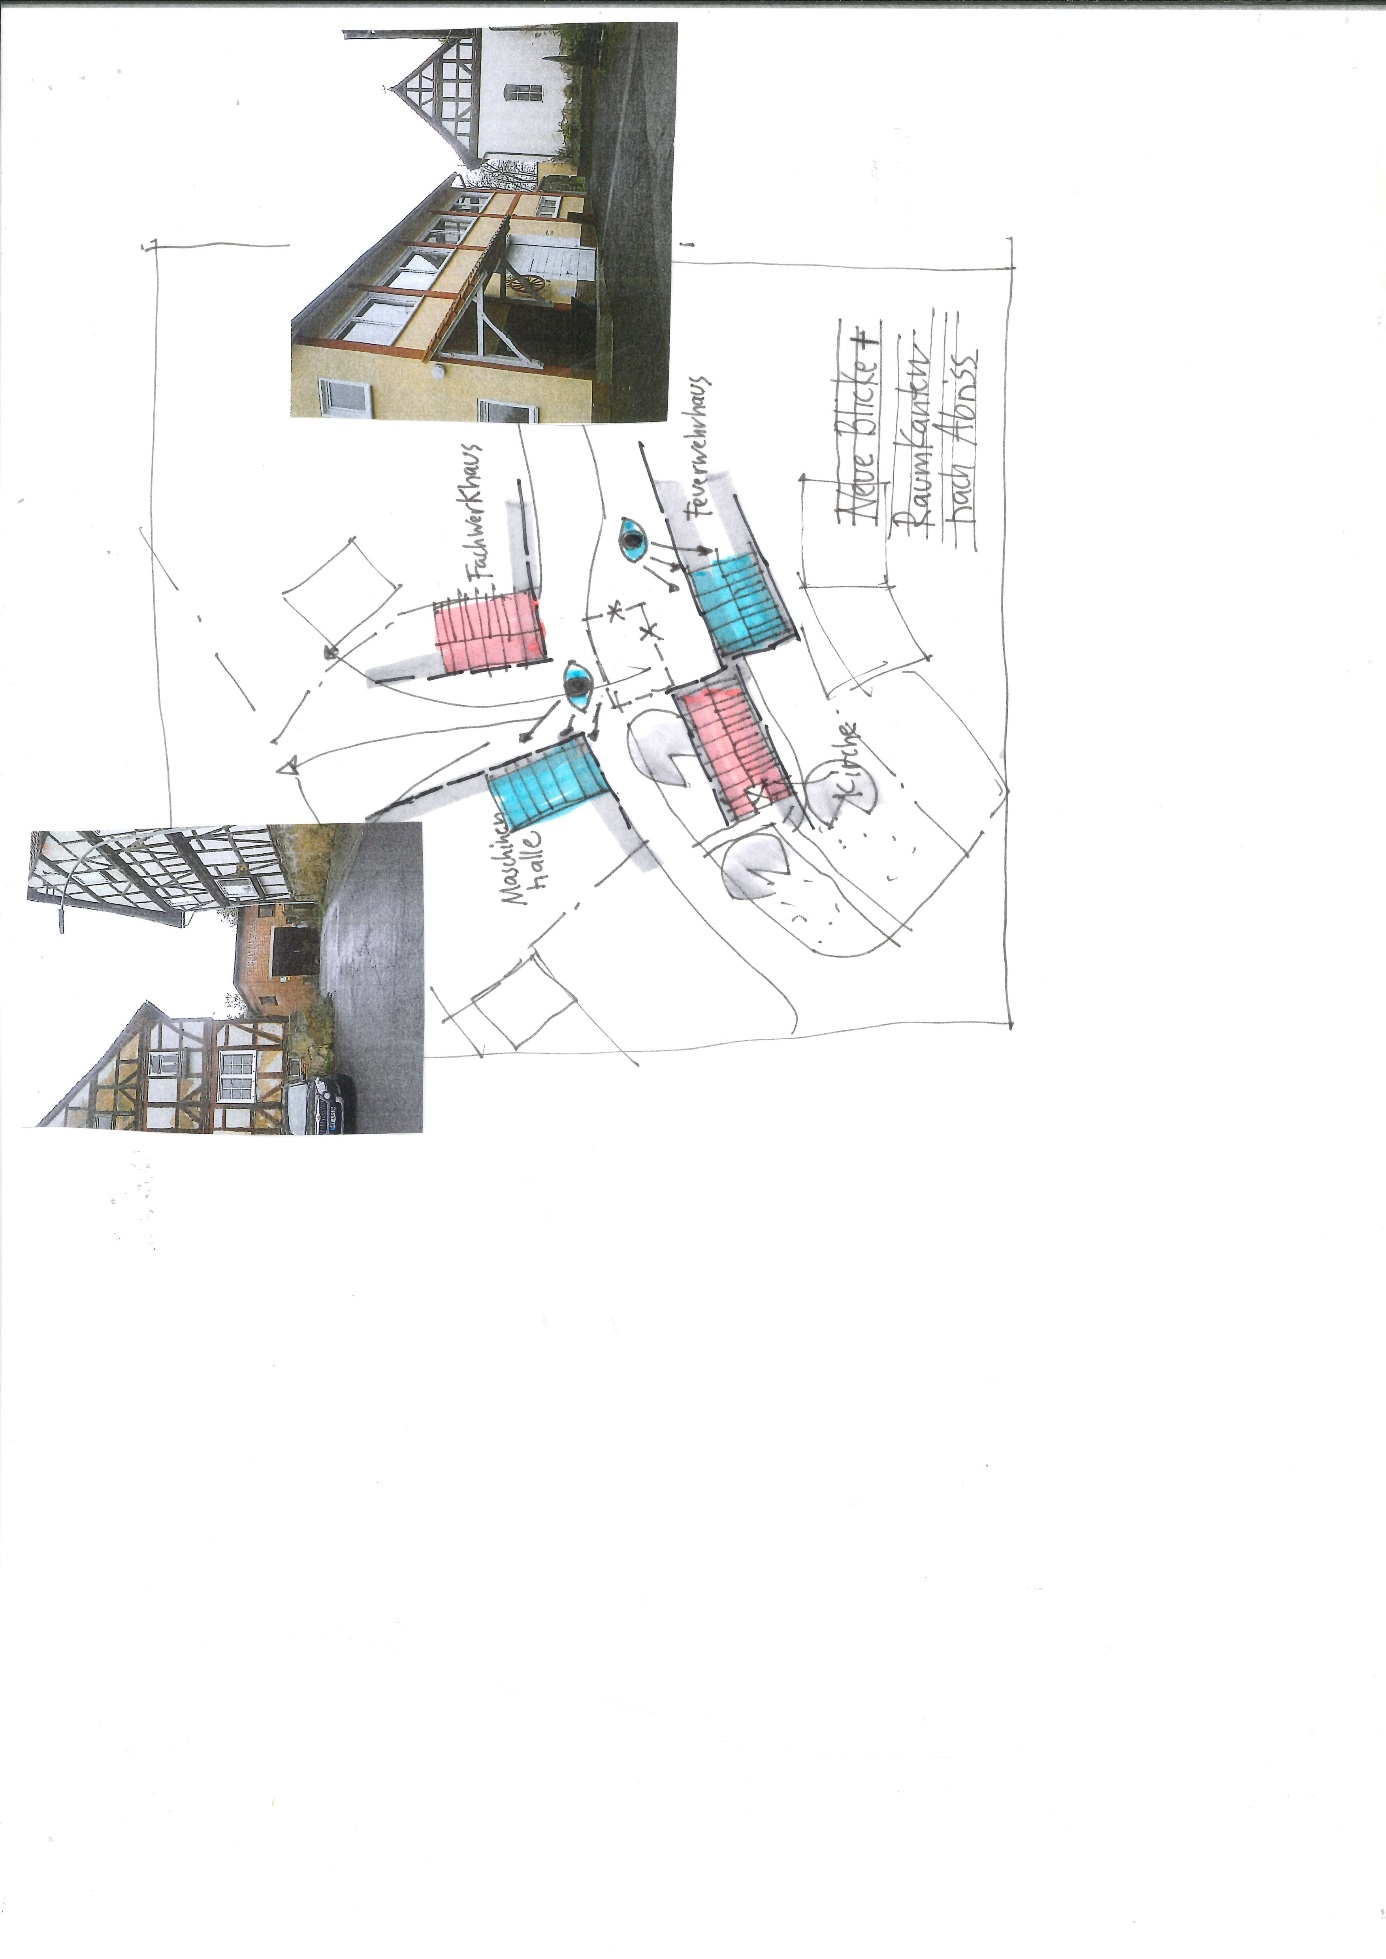 Neue Blicke +
Raumkanten
nach Abriss
Fachwerkhaus
Feuerwehrhaus
Maschinen
halle
Kirche